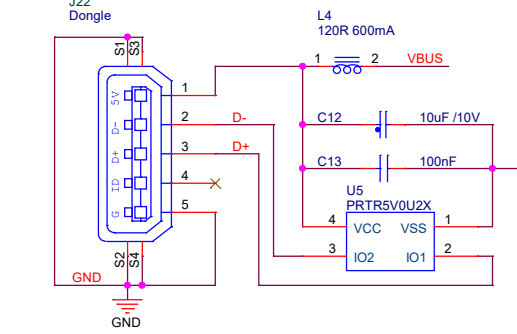 J22
Dongle
L4
120R 600mA
S1
S3
1
2
VBUS
5V
1
D-
2
D-
C12
10uF /10V
D+
3
D+
C13
100nF
ID
4
U5
PRTR5V0U2X
G
5
4
VCC
VSS
1
3
IO2
IO1
2
S2
S4
GND
GND